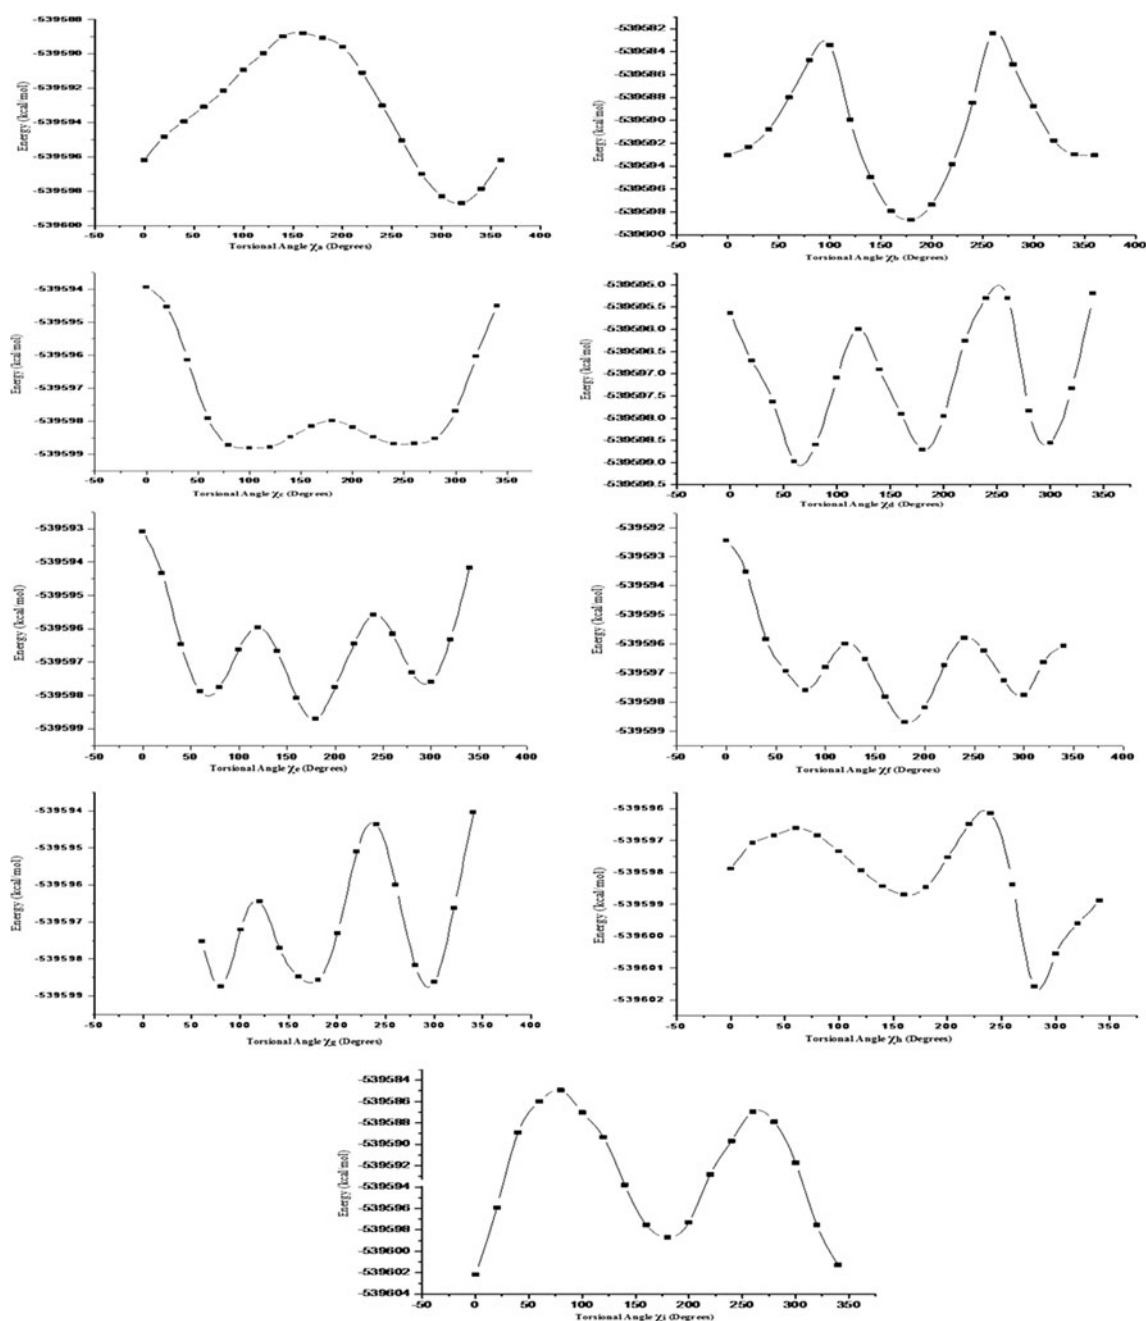 -539588
-539590
-539592
-539594
-539596
-539598
-539600
Energy (kcal/mol)
-50 0 50 100 150 200 250 300 350 400
Torsional Angle χa (Degrees)
-539582
-539584
-539586
-539588
-539590
-539592
-539594
-539596
-539598
-539600
Energy (kcal/mol)
-50 0 50 100 150 200 250 300 350 400
Torsional Angle χb (Degrees)
-539594
-539595
-539596
-539597
-539598
-539599
Energy (kcal/mol)
-50 0 50 100 150 200 250 300 350
Torsional Angle χc (Degrees)
-539595.0
-539595.5
-539596.0
-539596.5
-539597.0
-539597.5
-539598.0
-539598.5
-539599.0
-539599.5
Energy (kcal/mol)
-50 0 50 100 150 200 250 300 350
Torsional Angle χd (Degrees)
-539593
-539594
-539595
-539596
-539597
-539598
-539599
Energy (kcal/mol)
-50 0 50 100 150 200 250 300 350 400
Torsional Angle χe (Degrees)
-539592
-539593
-539594
-539595
-539596
-539597
-539598
-539599
Energy (kcal/mol)
-50 0 50 100 150 200 250 300 350 400
Torsional Angle χf (Degrees)
-539594
-539595
-539596
-539597
-539598
-539599
Energy (kcal/mol)
-50 0 50 100 150 200 250 300 350 400
Torsional Angle χg (Degrees)
-539596
-539597
-539598
-539599
-539600
-539601
-539602
Energy (kcal/mol)
-50 0 50 100 150 200 250 300 350
Torsional Angle χh (Degrees)
-539584
-539586
-539588
-539590
-539592
-539594
-539596
-539598
-539600
-539602
-539604
Energy (kcal/mol)
-50 0 50 100 150 200 250 300 350
Torsional Angle χi (Degrees)